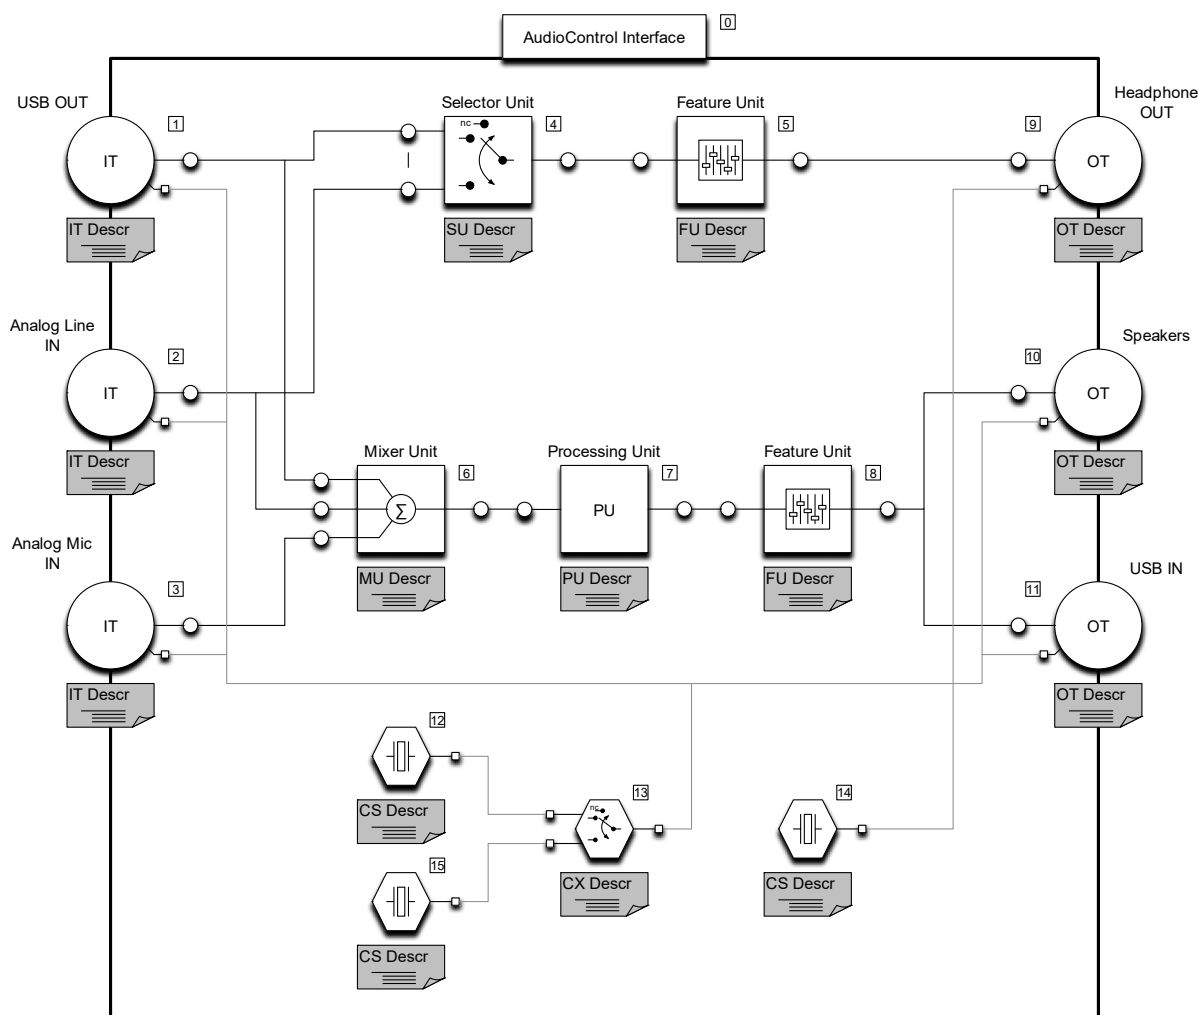 AudioControl Interface
0
USB OUT
1
IT
IT Descr
Selector Unit
nc
4
SU Descr
Feature Unit
5
FU Descr
Headphone
OUT
9
OT
OT Descr
Analog Line
IN
2
IT
IT Descr
Speakers
10
OT
OT Descr
Mixer Unit
6
Σ
MU Descr
Processing Unit
7
PU
PU Descr
Feature Unit
8
FU Descr
Analog Mic
IN
3
IT
IT Descr
USB IN
11
OT
OT Descr
12
CS Descr
13
nc
CX Descr
14
CS Descr
15
CS Descr